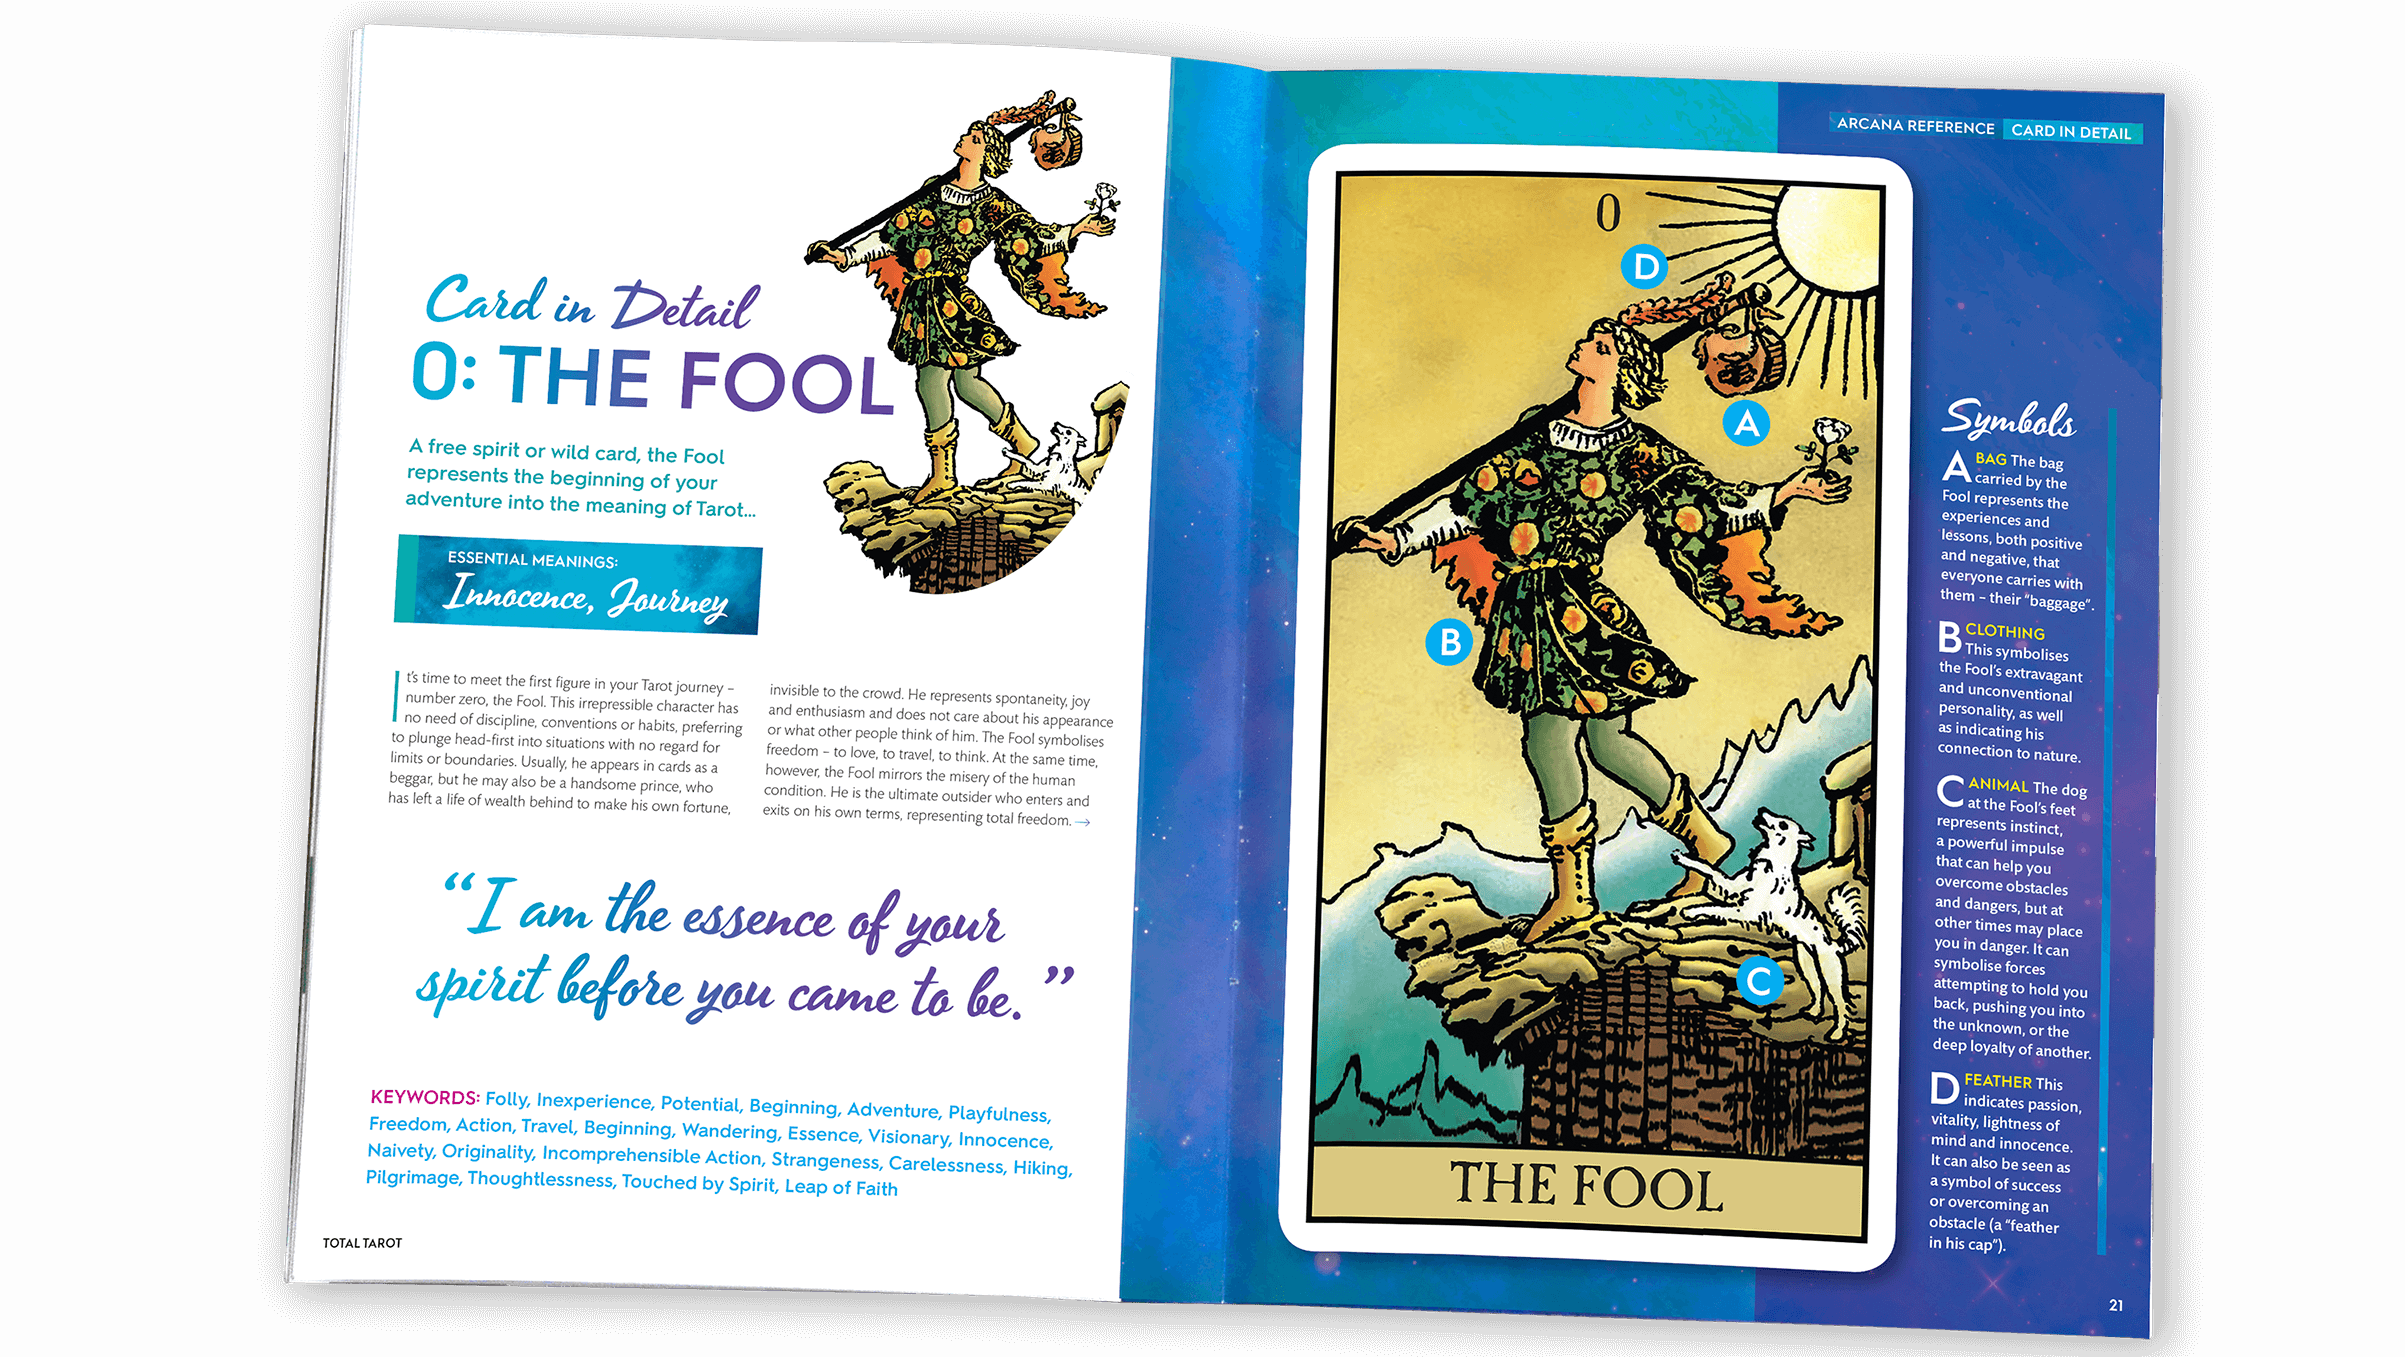 Card in Detail
0: THE FOOL
A free spirit or wild card, the Fool
represents the beginning of your
adventure into the meaning of Tarot...
ESSENTIAL MEANINGS:
Innocence, Journey
It's time to meet the first figure in your Tarot journey –
number zero, the Fool. This irrepressible character has
no need of discipline, conventions or habits, preferring
to plunge head-first into situations with no regard for
limits or boundaries. Usually, he appears in cards as a
beggar, but he may also be a handsome prince, who
has left a life of wealth behind to make his own fortune,
invisible to the crowd. He represents spontaneity, joy
and enthusiasm and does not care about his appearance
or what other people think of him. The Fool symbolises
freedom – to love, to travel, to think. At the same time,
however, the Fool mirrors the misery of the human
condition. He is the ultimate outsider who enters and
exits on his own terms, representing total freedom. →
“I am the essence of your
spirit before you came to be.”
KEYWORDS: Folly, Inexperience, Potential, Beginning, Adventure, Playfulness,
Freedom, Action, Travel, Beginning, Wandering, Essence, Visionary, Innocence,
Naivety, Originality, Incomprehensible Action, Strangeness, Carelessness, Hiking,
Pilgrimage, Thoughtlessness, Touched by Spirit, Leap of Faith
TOTAL TAROT
ARCANA REFERENCE CARD IN DETAIL
0
D
A
B
C
THE FOOL
Symbols
A BAG The bag
carried by the
Fool represents the
experiences and
lessons, both positive
and negative, that
everyone carries with
them – their “baggage”.
B CLOTHING
This symbolises
the Fool's extravagant
and unconventional
personality, as well
as indicating his
connection to nature.
C ANIMAL The dog
at the Fool's feet
represents instinct,
a powerful impulse
that can help you
overcome obstacles
and dangers, but at
other times may place
you in danger. It can
symbolise forces
attempting to hold you
back, pushing you into
the unknown, or the
deep loyalty of another.
D FEATHER This
indicates passion,
vitality, lightness of
mind and innocence.
It can also be seen as
a symbol of success
or overcoming an
obstacle (a “feather
in his cap”).
21